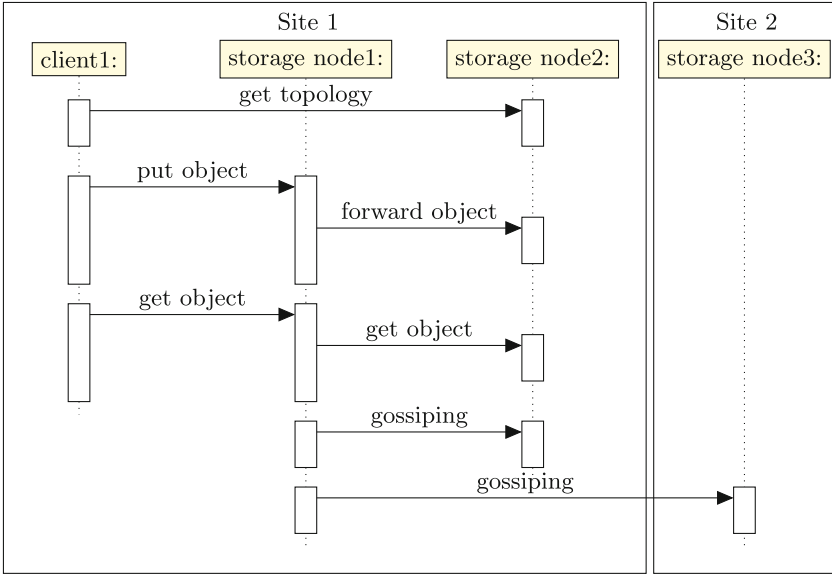 Site 1
Site 2
client1:
storage node1:
storage node2:
storage node3:
get topology
put object
forward object
get object
get object
gossiping
gossiping